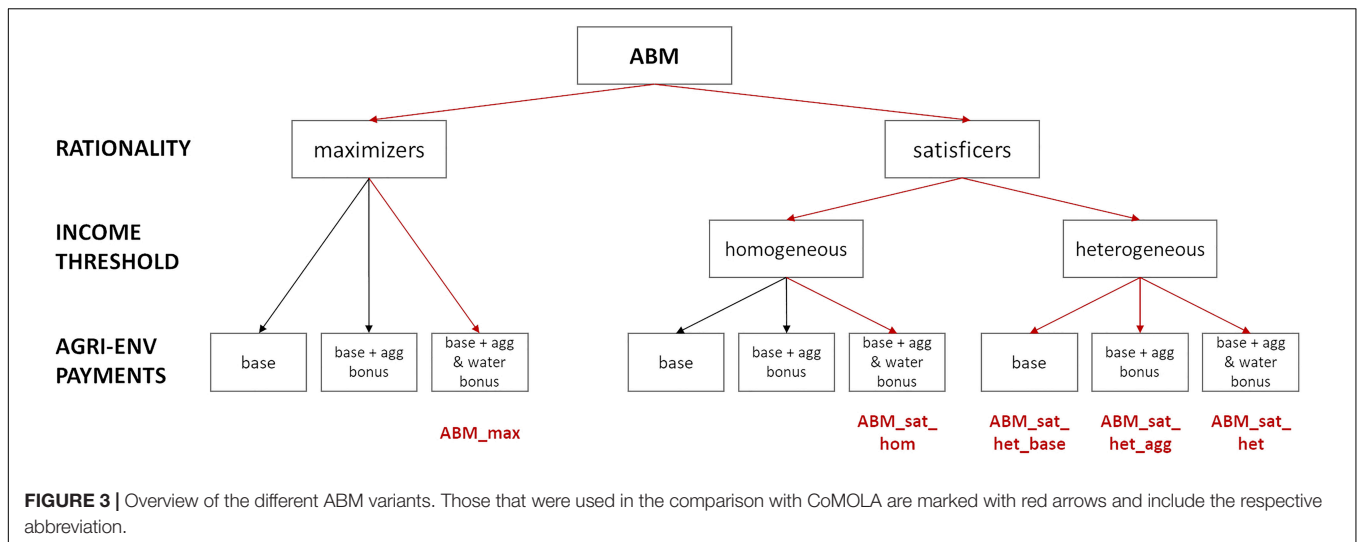 ABM
RATIONALITY
maximizers
satisficers
INCOME
THRESHOLD
homogeneous
heterogeneous
AGRI-ENV
PAYMENTS
base
base + agg
bonus
base + agg
& water
bonus
base
base + agg
bonus
base + agg
& water
bonus
base
base + agg
bonus
base + agg
& water
bonus
ABM_max
ABM_sat_
hom
ABM_sat_
het_base
ABM_sat_
het_agg
ABM_sat_
het
FIGURE 3 | Overview of the different ABM variants. Those that were used in the comparison with CoMOLA are marked with red arrows and include the respective
abbreviation.